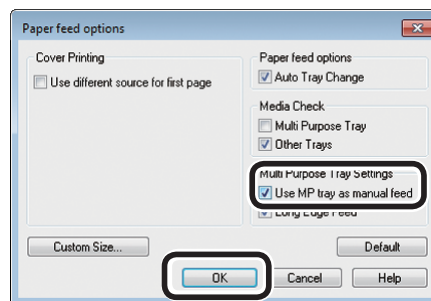 Paper feed options
Cover Printing
Use different source for first page
Paper feed options
Auto Tray Change
Media Check
Multi Purpose Tray
Other Trays
Multi Purpose Tray Settings
Use MP tray as manual feed
Long Edge Feed
Custom Size...
Default
OK
Cancel
Help